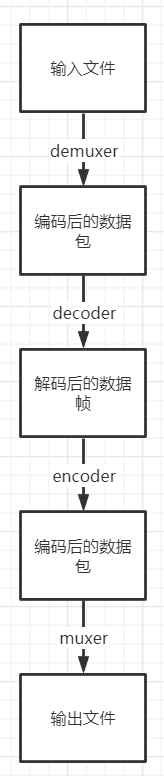 输入文件
demuxer
编码后的数据
包
decoder
解码后的数据
帧
encoder
编码后的数据
包
muxer
输出文件